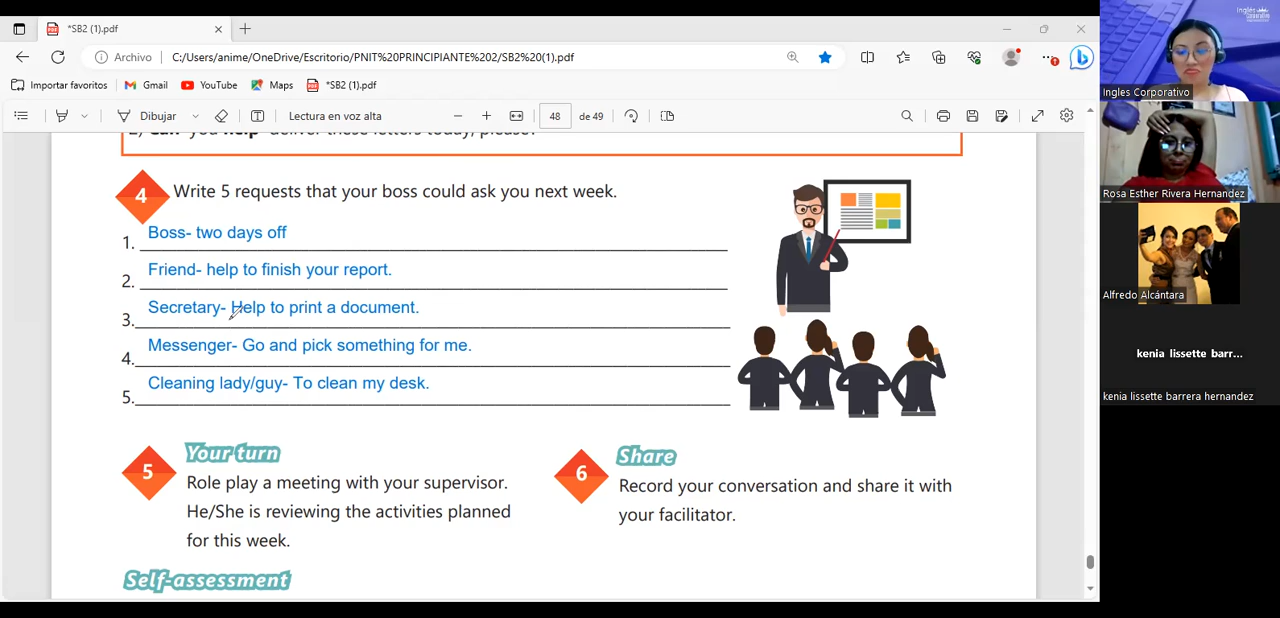 *SB2 (1).pdf
Archivo
C:/Users/anime/OneDrive/Escritorio/PNIT%20PRINCIPIANTE%202/SB2%20(1).pdf
Importar favoritos
Gmail
YouTube
Maps
*SB2 (1).pdf
Dibujar
Lectura en voz alta
48
de 49
4
Write 5 requests that your boss could ask you next week.
1. Boss- two days off
2. Friend- help to finish your report.
3. Secretary- Help to print a document.
4. Messenger- Go and pick something for me.
5. Cleaning lady/guy- To clean my desk.
5
Your turn
Role play a meeting with your supervisor.
He/She is reviewing the activities planned
for this week.
6
Share
Record your conversation and share it with
your facilitator.
Self-assessment
Ingles Corporativo
Rosa Esther Rivera Hernandez
Alfredo Alcántara
kenia lissette barr...
kenia lissette barrera hernandez